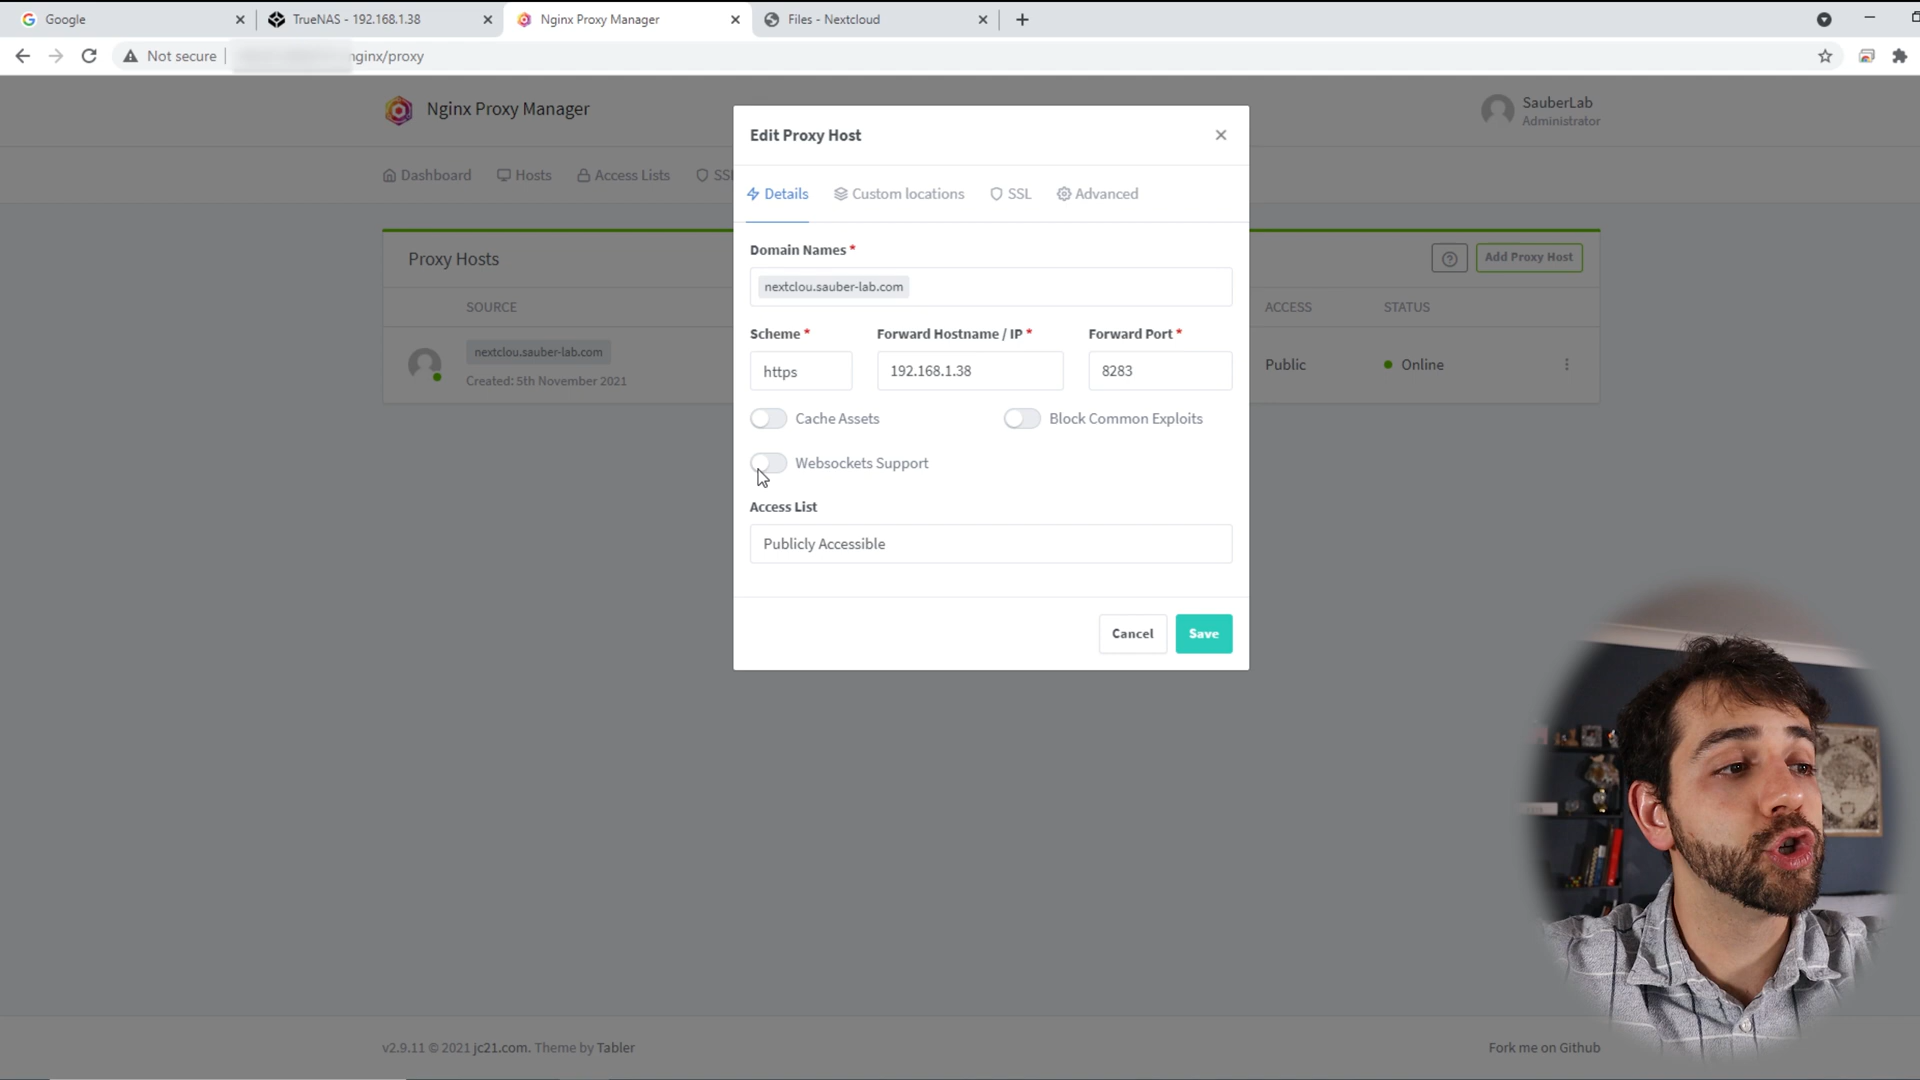 Google
TrueNAS - 192.168.1.38
Nginx Proxy Manager
Files - Nextcloud
Not secure
nginx/proxy
Nginx Proxy Manager
SauberLab
Administrator
Dashboard
Hosts
Access Lists
SSL
Proxy Hosts
Add Proxy Host
SOURCE
ACCESS
STATUS
nextclou.sauber-lab.com
Created: 5th November 2021
Public
Online
Edit Proxy Host
Details
Custom locations
SSL
Advanced
Domain Names *
nextclou.sauber-lab.com
Scheme *
Forward Hostname / IP *
Forward Port *
https
192.168.1.38
8283
Cache Assets
Block Common Exploits
Websockets Support
Access List
Publicly Accessible
Cancel
Save
v2.9.11 © 2021 jc21.com. Theme by Tabler
Fork me on Github